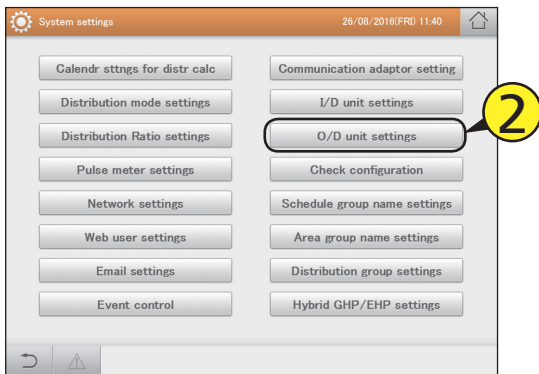 System settings
26/08/2016(FRI) 11:40
Calendr sttngs for distr calc
Communication adaptor setting
Distribution mode settings
I/D unit settings
Distribution Ratio settings
O/D unit settings
2
Pulse meter settings
Check configuration
Network settings
Schedule group name settings
Web user settings
Area group name settings
Email settings
Distribution group settings
Event control
Hybrid GHP/EHP settings